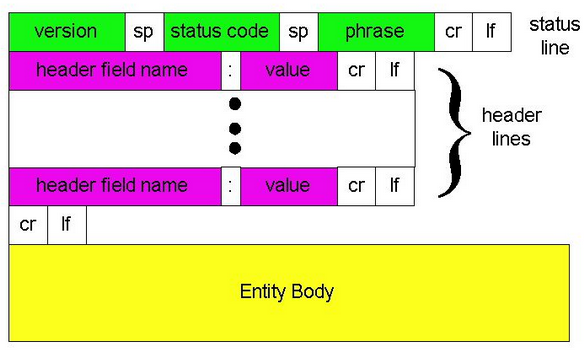 version sp status code sp phrase cr lf status line
header field name : value cr lf
header lines
header field name : value cr lf
cr lf
Entity Body